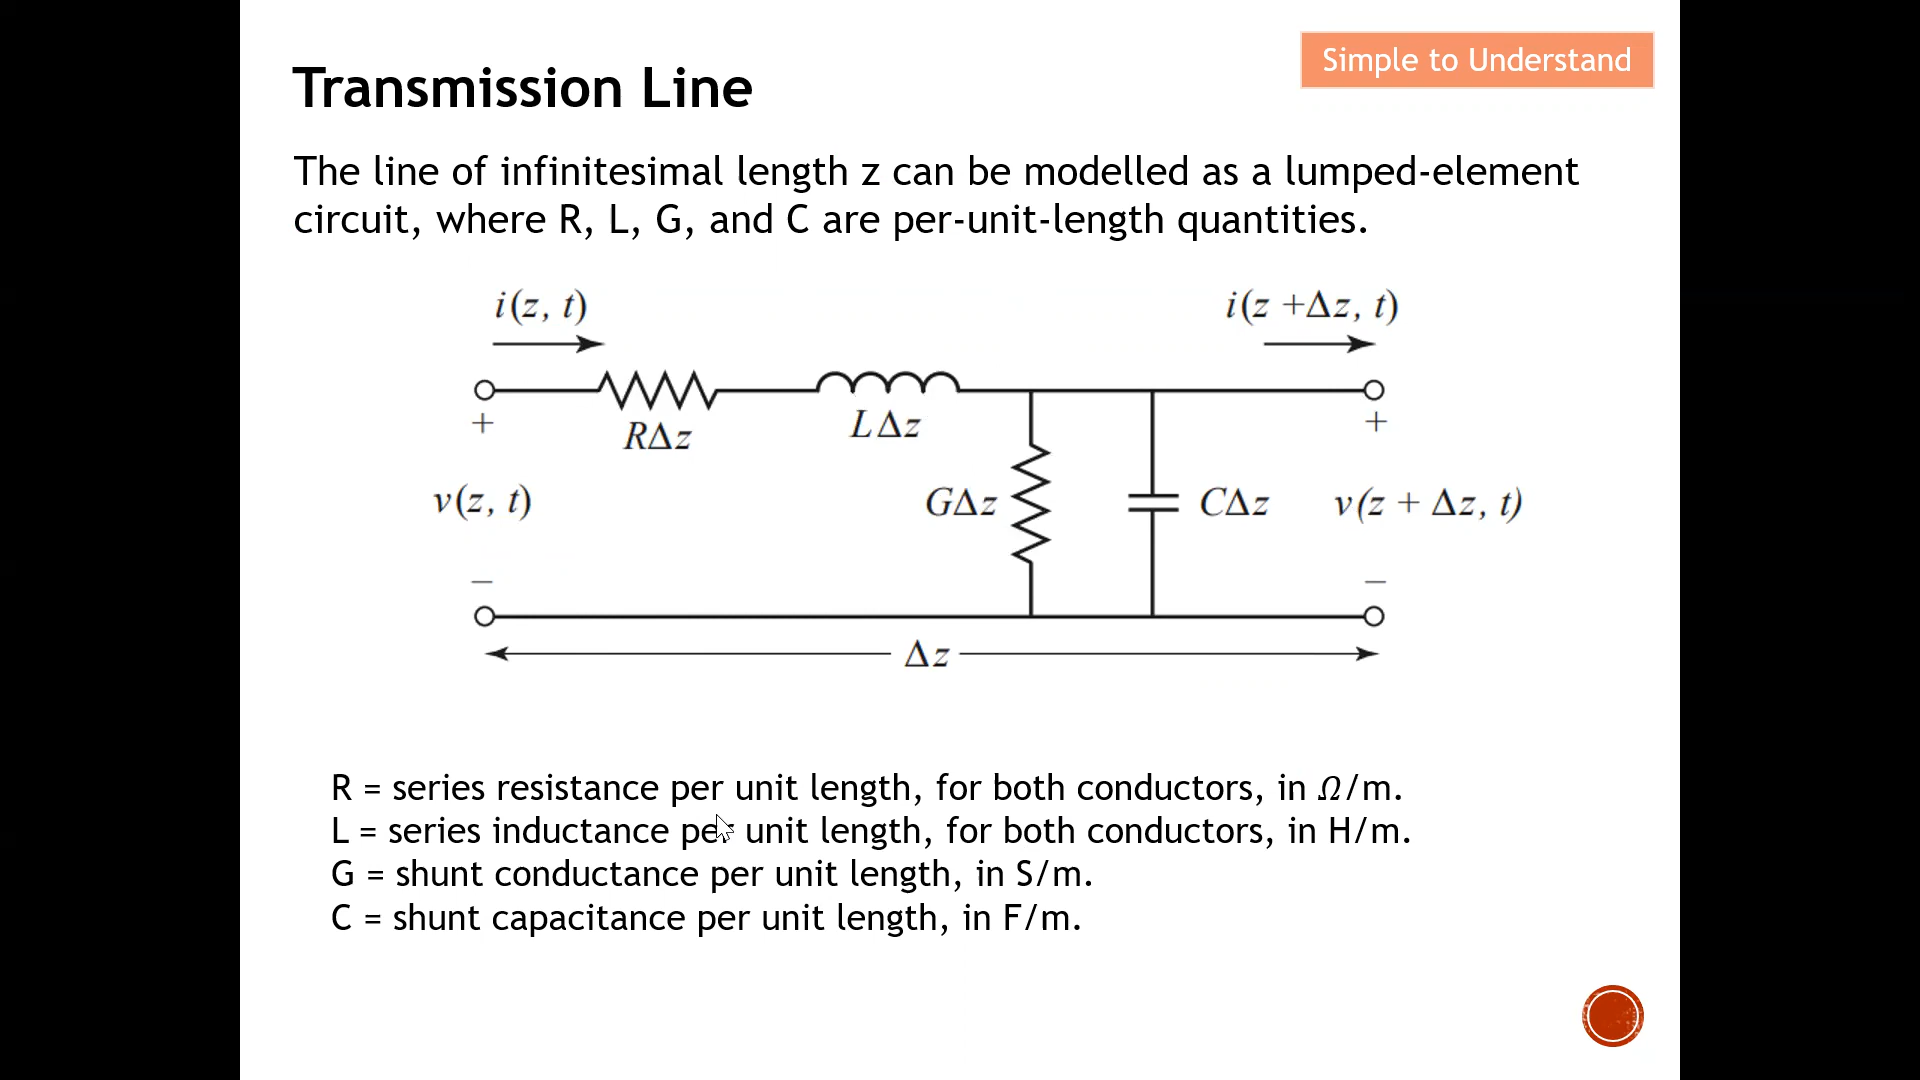 Simple to Understand
Transmission Line
The line of infinitesimal length z can be modelled as a lumped-element
circuit, where R, L, G, and C are per-unit-length quantities.
i(z, t)
i(z +Δz, t)
+
RΔz
LΔz
+
v(z, t)
GΔz
CΔz
v(z + Δz, t)
−
−
Δz
R = series resistance per unit length, for both conductors, in Ω/m.
L = series inductance per unit length, for both conductors, in H/m.
G = shunt conductance per unit length, in S/m.
C = shunt capacitance per unit length, in F/m.